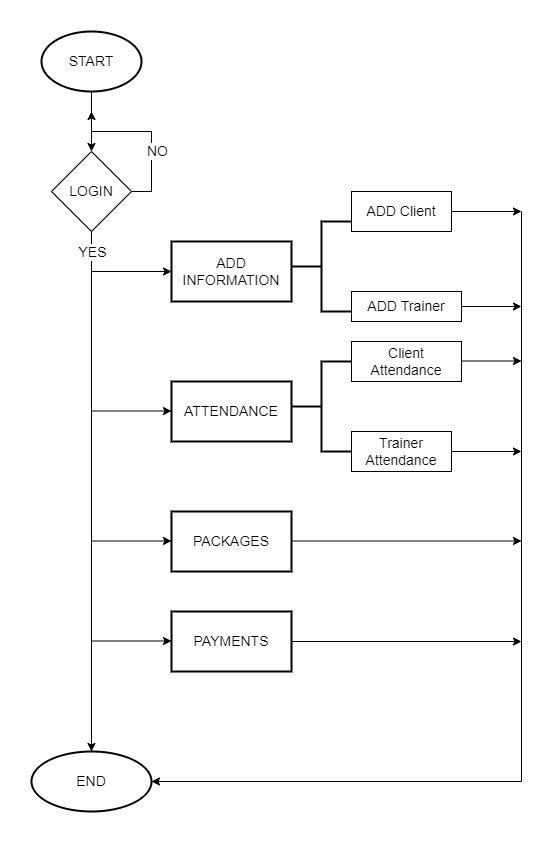 START
NO
LOGIN
YES
ADD
INFORMATION
ADD Client
ADD Trainer
Client
Attendance
ATTENDANCE
Trainer
Attendance
PACKAGES
PAYMENTS
END